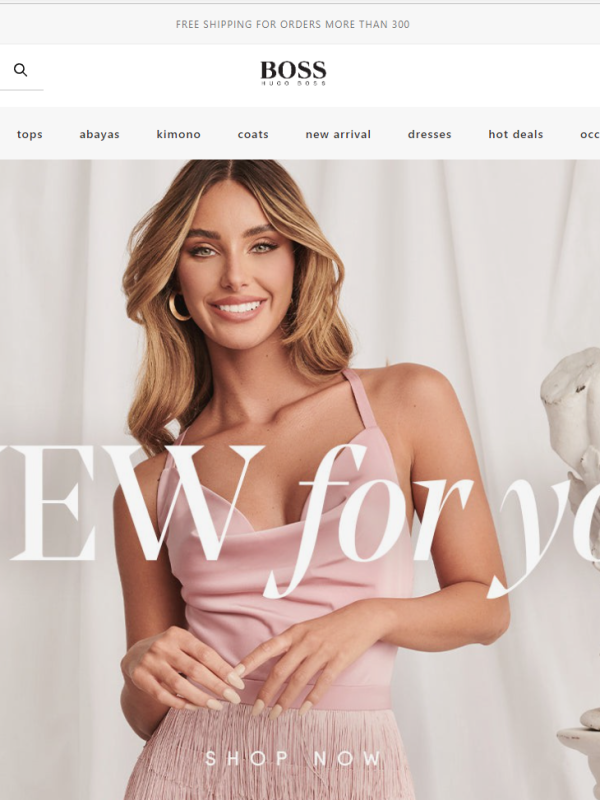 FREE SHIPPING FOR ORDERS MORE THAN 300
BOSS
HUGO BOSS
tops abayas kimono coats new arrival dresses hot deals occ
EW for yo
SHOP NOW